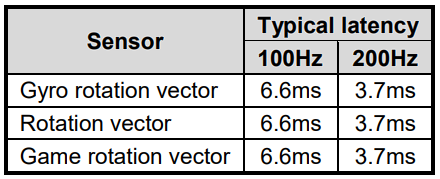 Sensor Typical latency
100Hz 200Hz
Gyro rotation vector 6.6ms 3.7ms
Rotation vector 6.6ms 3.7ms
Game rotation vector 6.6ms 3.7ms